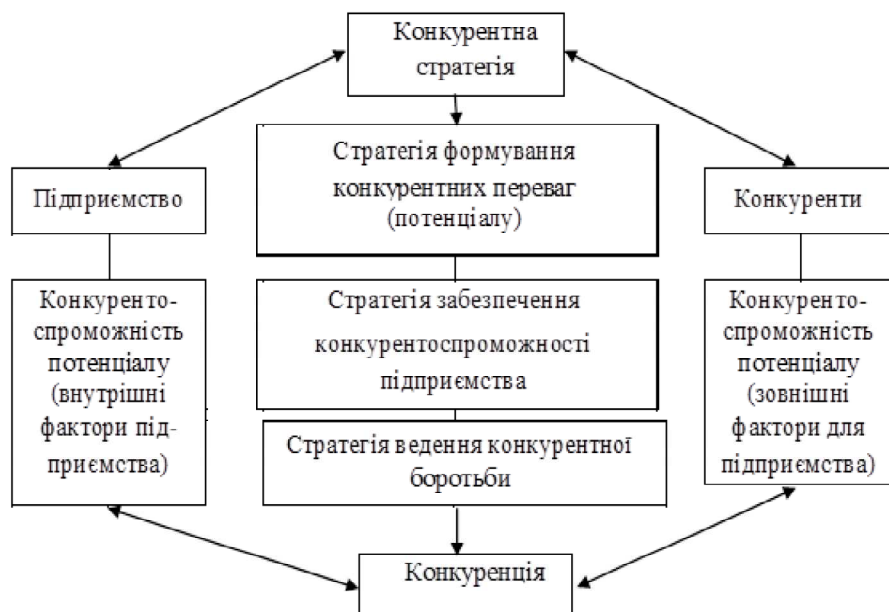 Конкурентна
стратегія
Стратегія формування
конкурентних переваг
(потенціалу)
Підприємство
Конкуренти
Конкуренто-
спроможність
потенціалу
(внутрішні
фактори під-
приємства)
Стратегія забезпечення
конкурентоспроможності
підприємства
Конкуренто-
спроможність
потенціалу
(зовнішні
фактори для
підприємства)
Стратегія ведення конкурентної
боротьби
Конкуренція